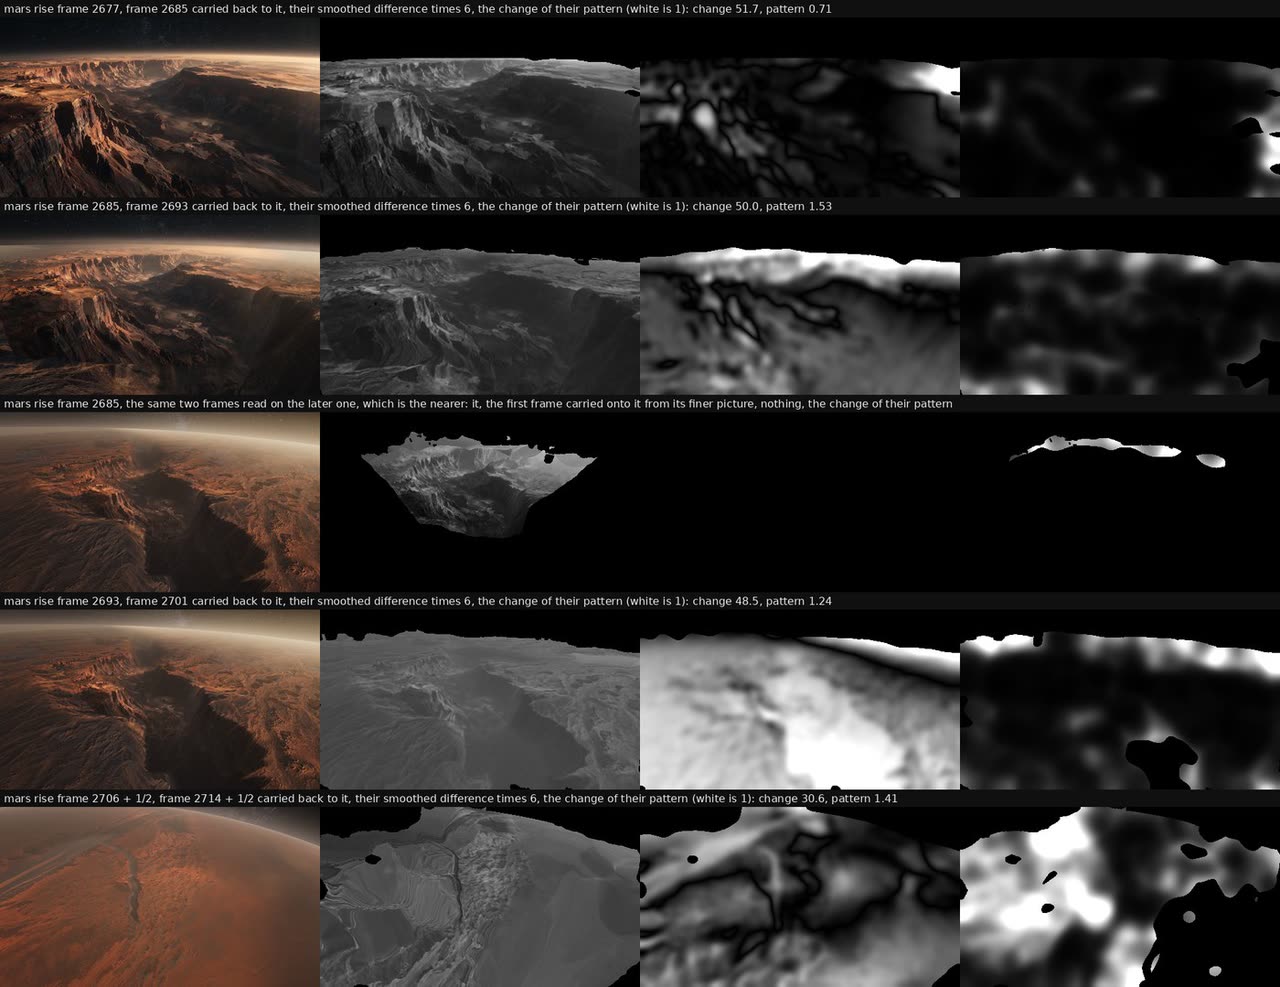 mars rise frame 2677, frame 2685 carried back to it, their smoothed difference times 6, the change of their pattern (white is 1): change 51.7, pattern 0.71
mars rise frame 2685, frame 2693 carried back to it, their smoothed difference times 6, the change of their pattern (white is 1): change 50.0, pattern 1.53
mars rise frame 2685, the same two frames read on the later one, which is the nearer: it, the first frame carried onto it from its finer picture, nothing, the change of their pattern
mars rise frame 2693, frame 2701 carried back to it, their smoothed difference times 6, the change of their pattern (white is 1): change 48.5, pattern 1.24
mars rise frame 2706 + 1/2, frame 2714 + 1/2 carried back to it, their smoothed difference times 6, the change of their pattern (white is 1): change 30.6, pattern 1.41